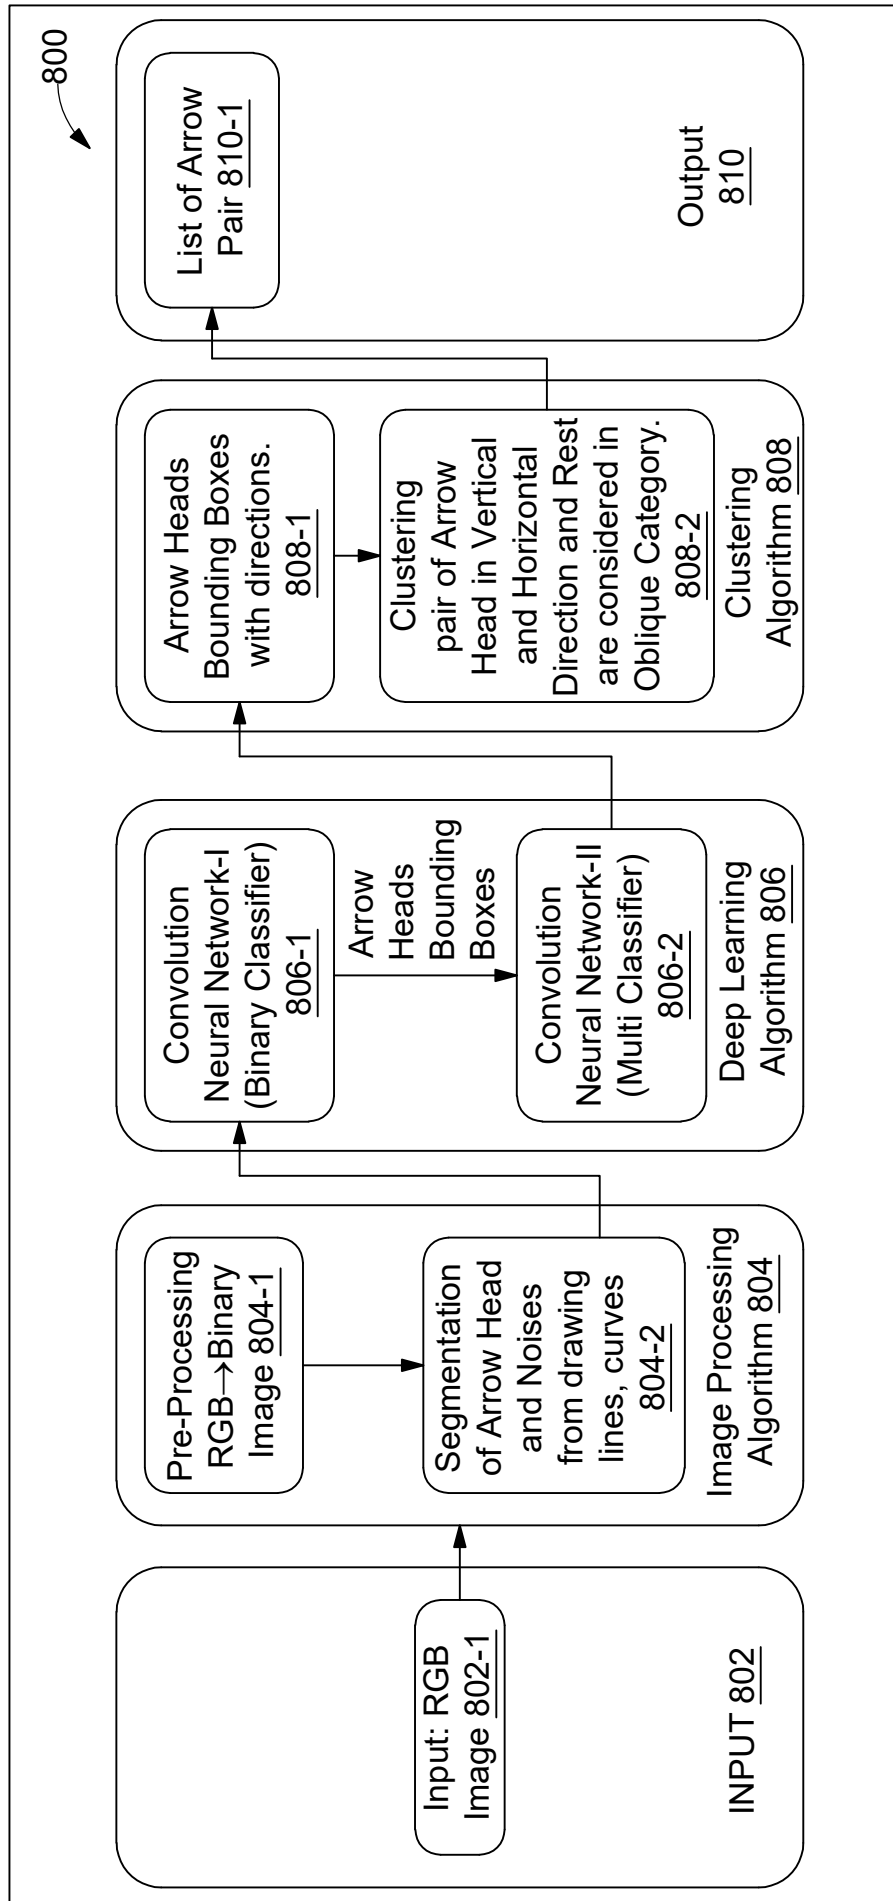 800
Input: RGB
Image 802-1
INPUT 802
Pre-Processing
RGB→Binary
Image 804-1
Segmentation
of Arrow Head
and Noises
from drawing
lines, curves
804-2
Image Processing
Algorithm 804
Convolution
Neural Network-I
(Binary Classifier)
806-1
Arrow
Heads
Bounding
Boxes
Convolution
Neural Network-II
(Multi Classifier)
806-2
Deep Learning
Algorithm 806
Arrow Heads
Bounding Boxes
with directions.
808-1
Clustering
pair of Arrow
Head in Vertical
and Horizontal
Direction and Rest
are considered in
Oblique Category.
808-2
Clustering
Algorithm 808
List of Arrow
Pair 810-1
Output
810